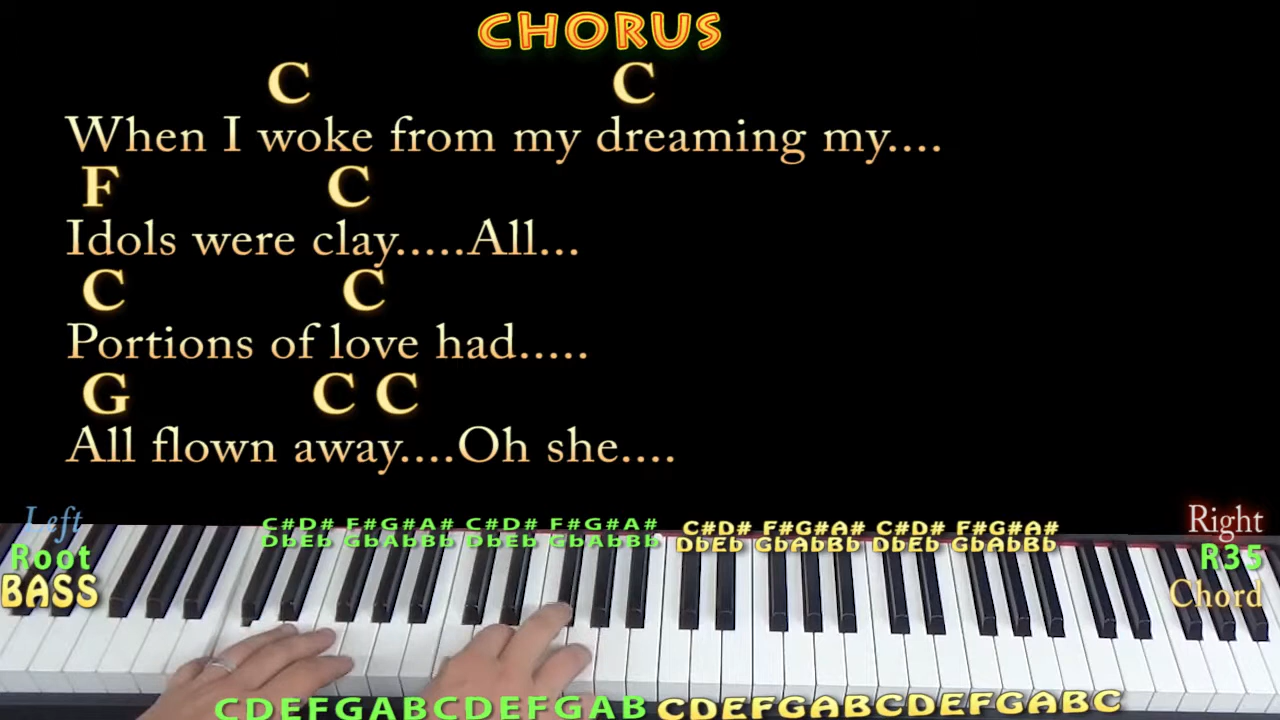 CHORUS
C C
When I woke from my dreaming my....
F C
Idols were clay.....All...
C C
Portions of love had.....
G C C
All flown away....Oh she....
Left
Root
BASS
C#D# F#G#A# C#D# F#G#A# C#D# F#G#A# C#D# F#G#A#
DbEb GbAbBb DbEb GbAbBb DbEb GbAbBb DbEb GbAbBb
Right
R35
Chord
CDEFGABCDEFGAB CDEFGABCDEFGABC